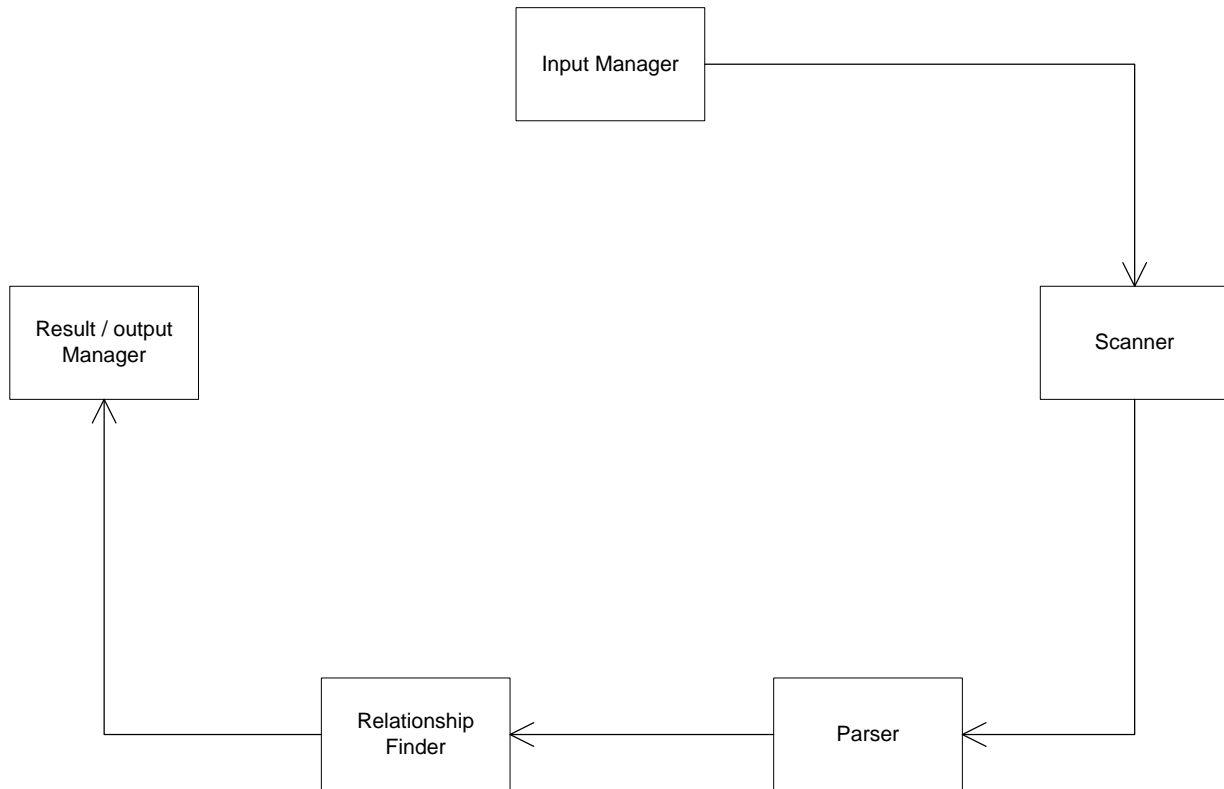 Input Manager
Result / output
Manager
Scanner
Relationship
Finder
Parser